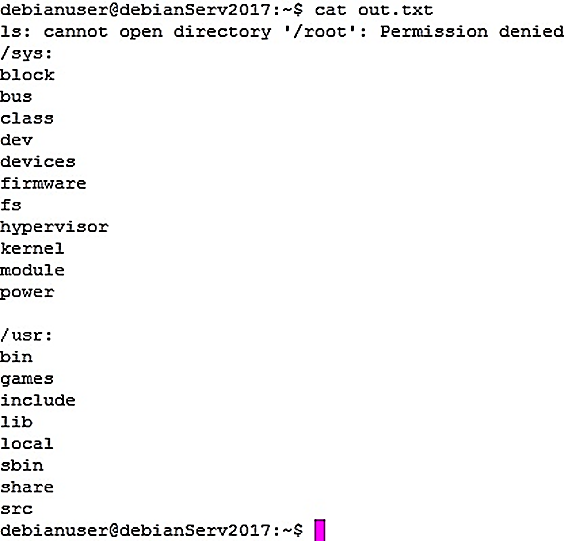 debianuser@debianServ2017:~$ cat out.txt
ls: cannot open directory '/root': Permission denied
/sys:
block
bus
class
dev
devices
firmware
fs
hypervisor
kernel
module
power

/usr:
bin
games
include
lib
local
sbin
share
src
debianuser@debianServ2017:~$